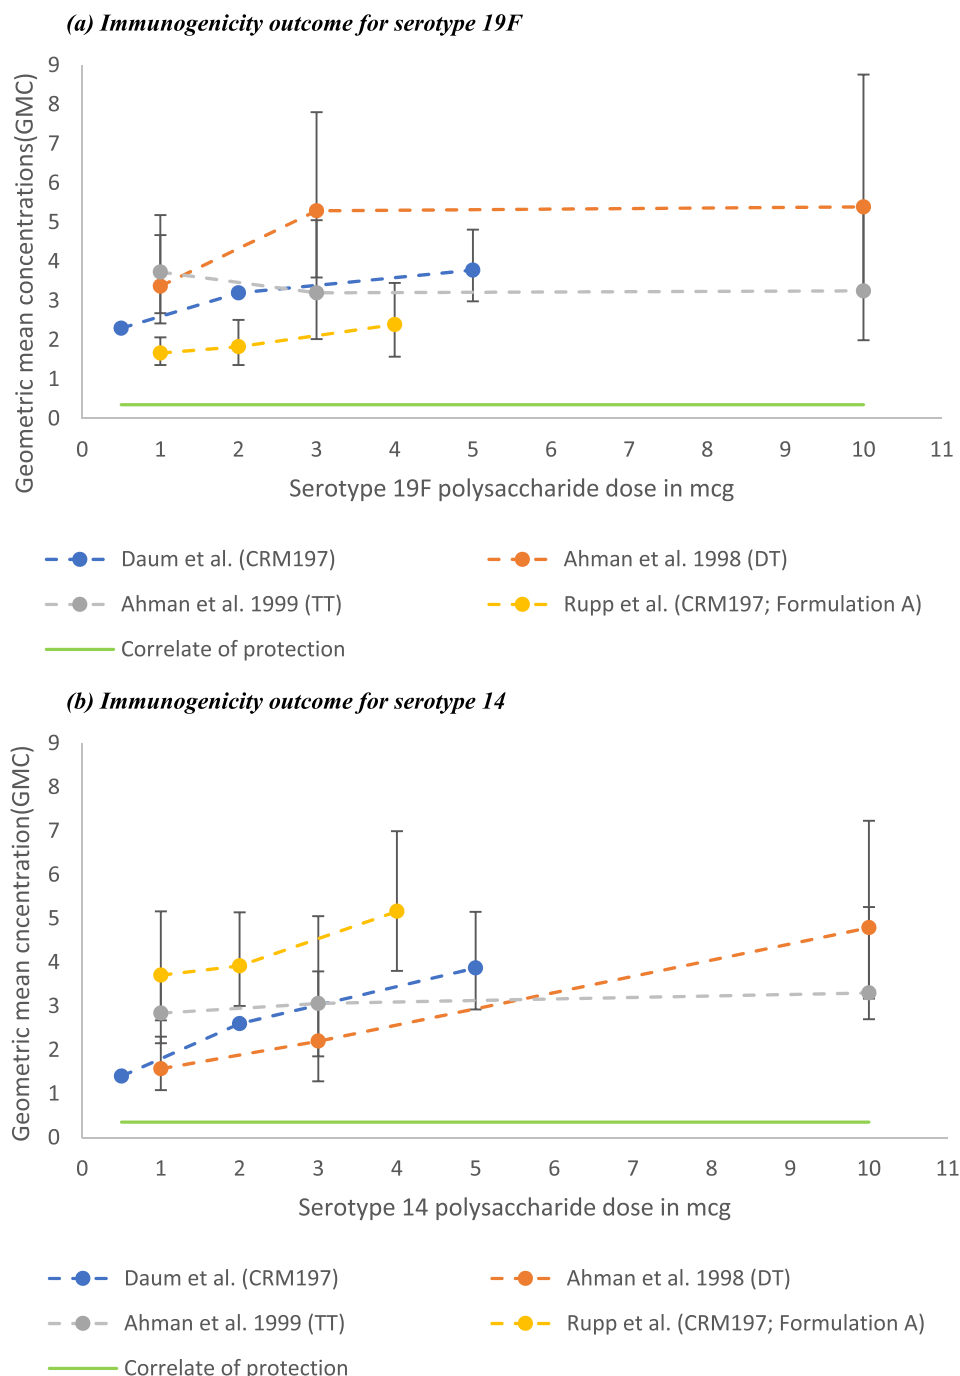 (a) Immunogenicity outcome for serotype 19F
Geometric mean concentrations(GMC)
9
8
7
6
5
4
3
2
1
0
0 1 2 3 4 5 6 7 8 9 10 11
Serotype 19F polysaccharide dose in mcg
Daum et al. (CRM197) Ahman et al. 1998 (DT)
Ahman et al. 1999 (TT) Rupp et al. (CRM197; Formulation A)
Correlate of protection
(b) Immunogenicity outcome for serotype 14
Geometric mean cncentration(GMC)
9
8
7
6
5
4
3
2
1
0
0 1 2 3 4 5 6 7 8 9 10 11
Serotype 14 polysaccharide dose in mcg
Daum et al. (CRM197) Ahman et al. 1998 (DT)
Ahman et al. 1999 (TT) Rupp et al. (CRM197; Formulation A)
Correlate of protection